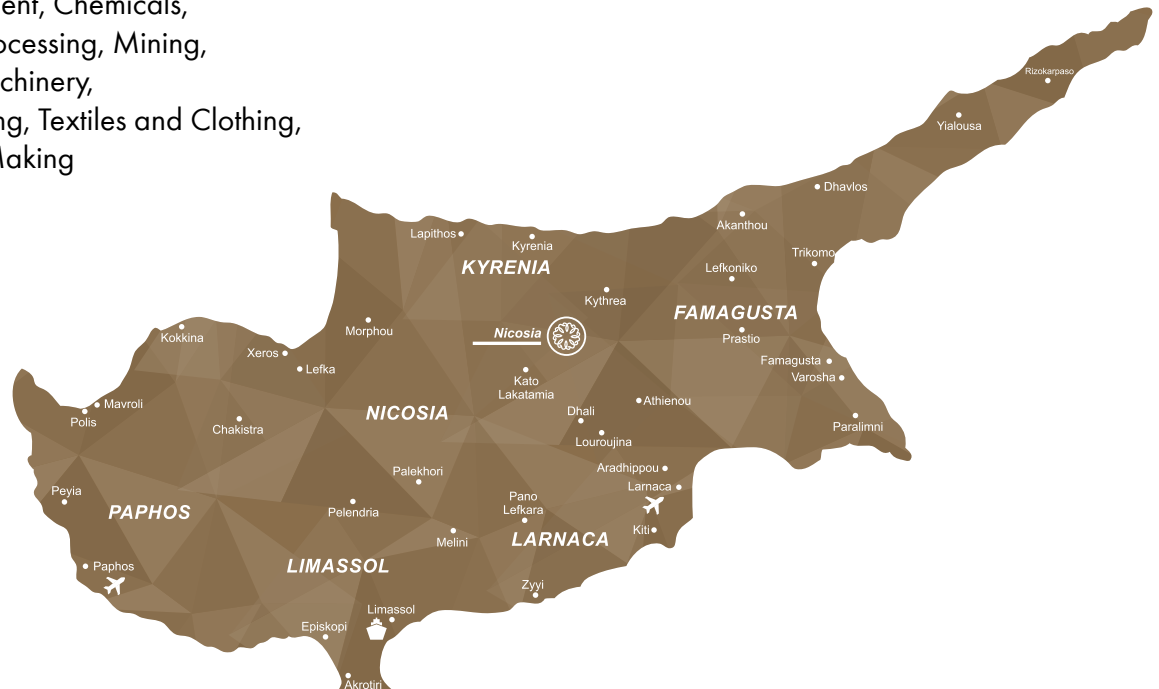 ent, Chemicals,
ocessing, Mining,
chinery,
ng, Textiles and Clothing,
Making
Rizokarpaso
Yialousa
Dhavlos
Akanthou
Lapithos
Kyrenia
KYRENIA
Trikomo
Lefkoniko
Kythrea
FAMAGUSTA
Morphou
Kokkina
Nicosia
Prastio
Xeros
Famagusta
Lefka
Varosha
Kato
Lakatamia
Mavroli
Polis
Athienou
NICOSIA
Dhali
Chakistra
Paralimni
Louroujina
Aradhippou
Palekhori
Larnaca
Peyia
Pano
Lefkara
PAPHOS
Pelendria
Kiti
Melini
LARNACA
Paphos
LIMASSOL
Zyyi
Limassol
Episkopi
Akrotiri